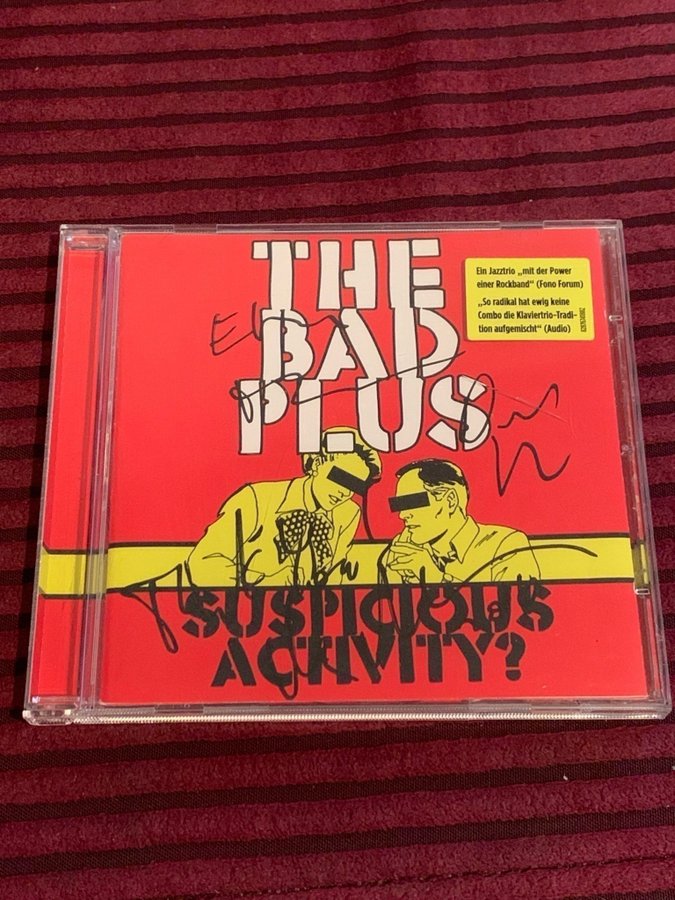 THE
BAD
PLUS
Ein Jazztrio „mit der Power
einer Rockband“ (Fono Forum)
„So radikal hat ewig keine
Combo die Klaviertrio-Tradi-
tion aufgemischt“ (Audio)
SUSPICIOUS
ACTIVITY?